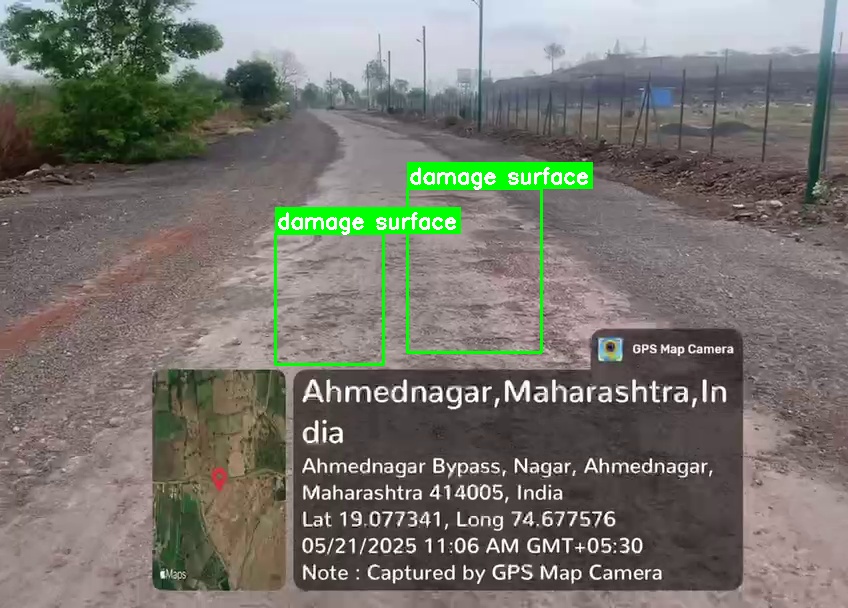 damage surface
damage surface
GPS Map Camera
Ahmednagar,Maharashtra,In
dia
Ahmednagar Bypass, Nagar, Ahmednagar,
Maharashtra 414005, India
Lat 19.077341, Long 74.677576
05/21/2025 11:06 AM GMT+05:30
Note : Captured by GPS Map Camera
Maps